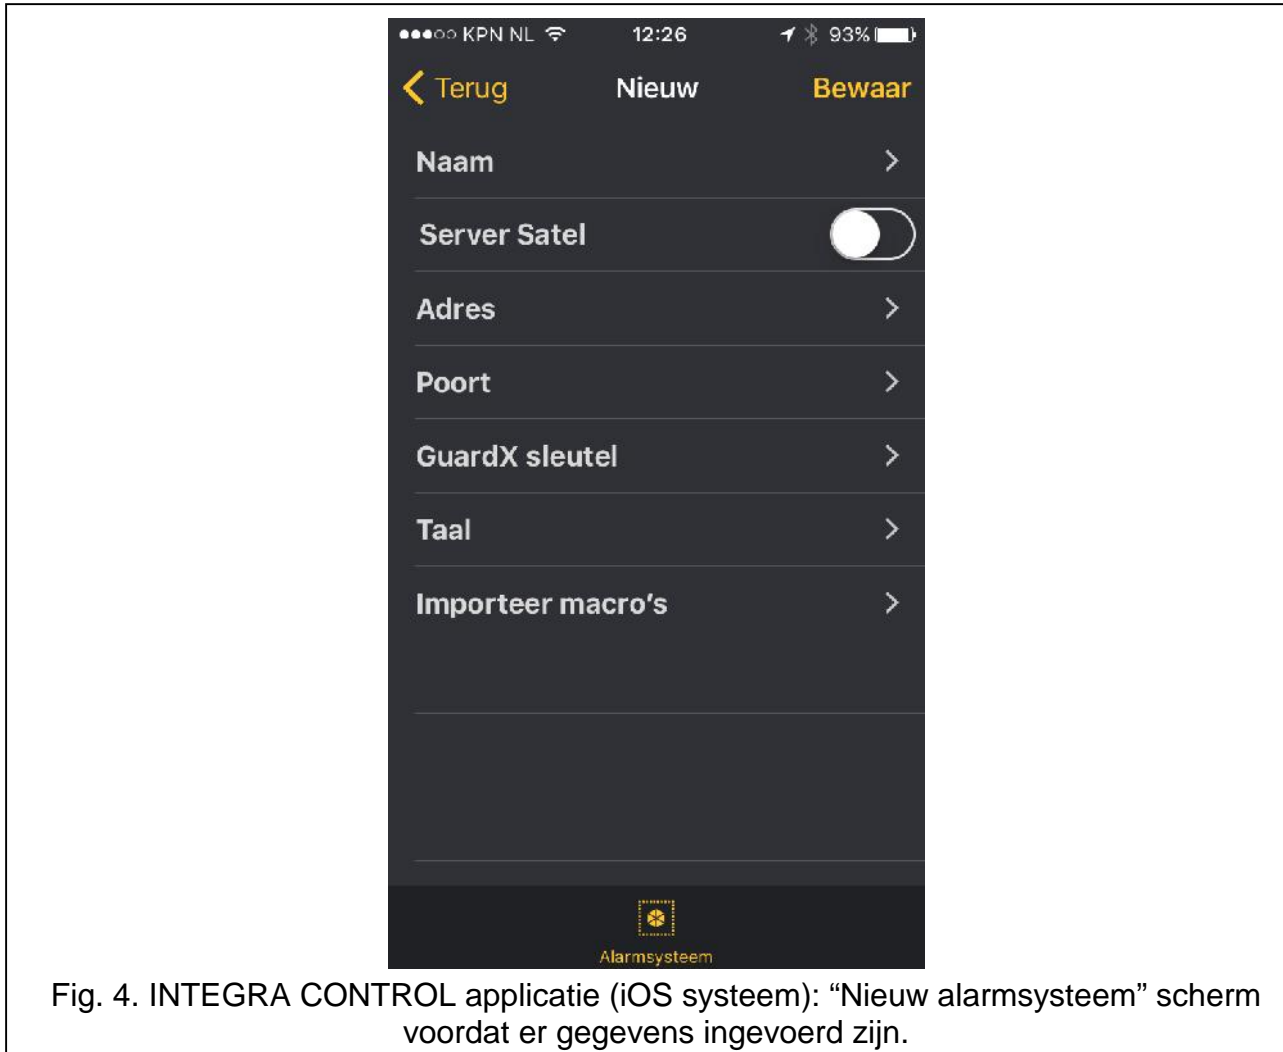 KPN NL 12:26 93%
Terug Nieuw Bewaar
Naam
Server Satel
Adres
Poort
GuardX sleutel
Taal
Importeer macro's
Alarmsysteem
Fig. 4. INTEGRA CONTROL applicatie (iOS systeem): “Nieuw alarmsysteem” scherm
voordat er gegevens ingevoerd zijn.